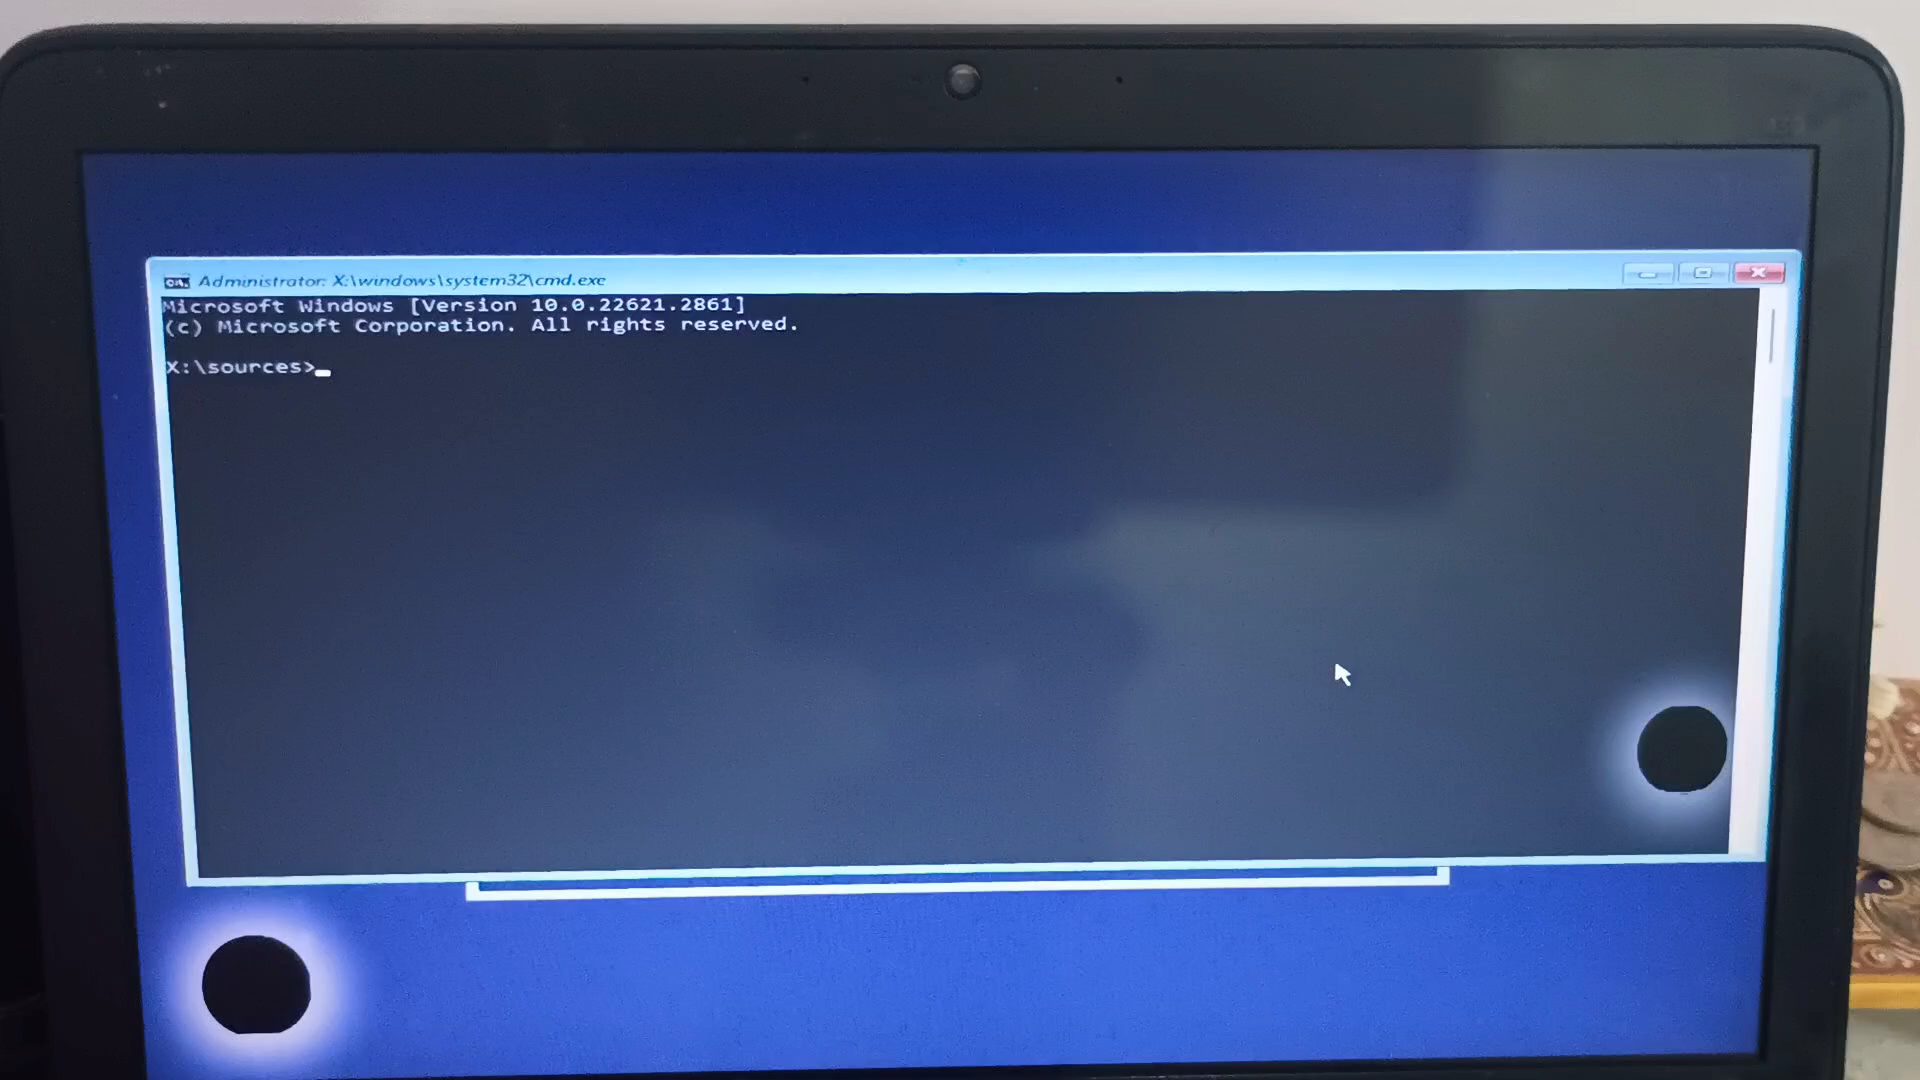 Administrator: X:\windows\system32\cmd.exe
Microsoft Windows [Version 10.0.22621.2861]
(c) Microsoft Corporation. All rights reserved.
X:\sources>